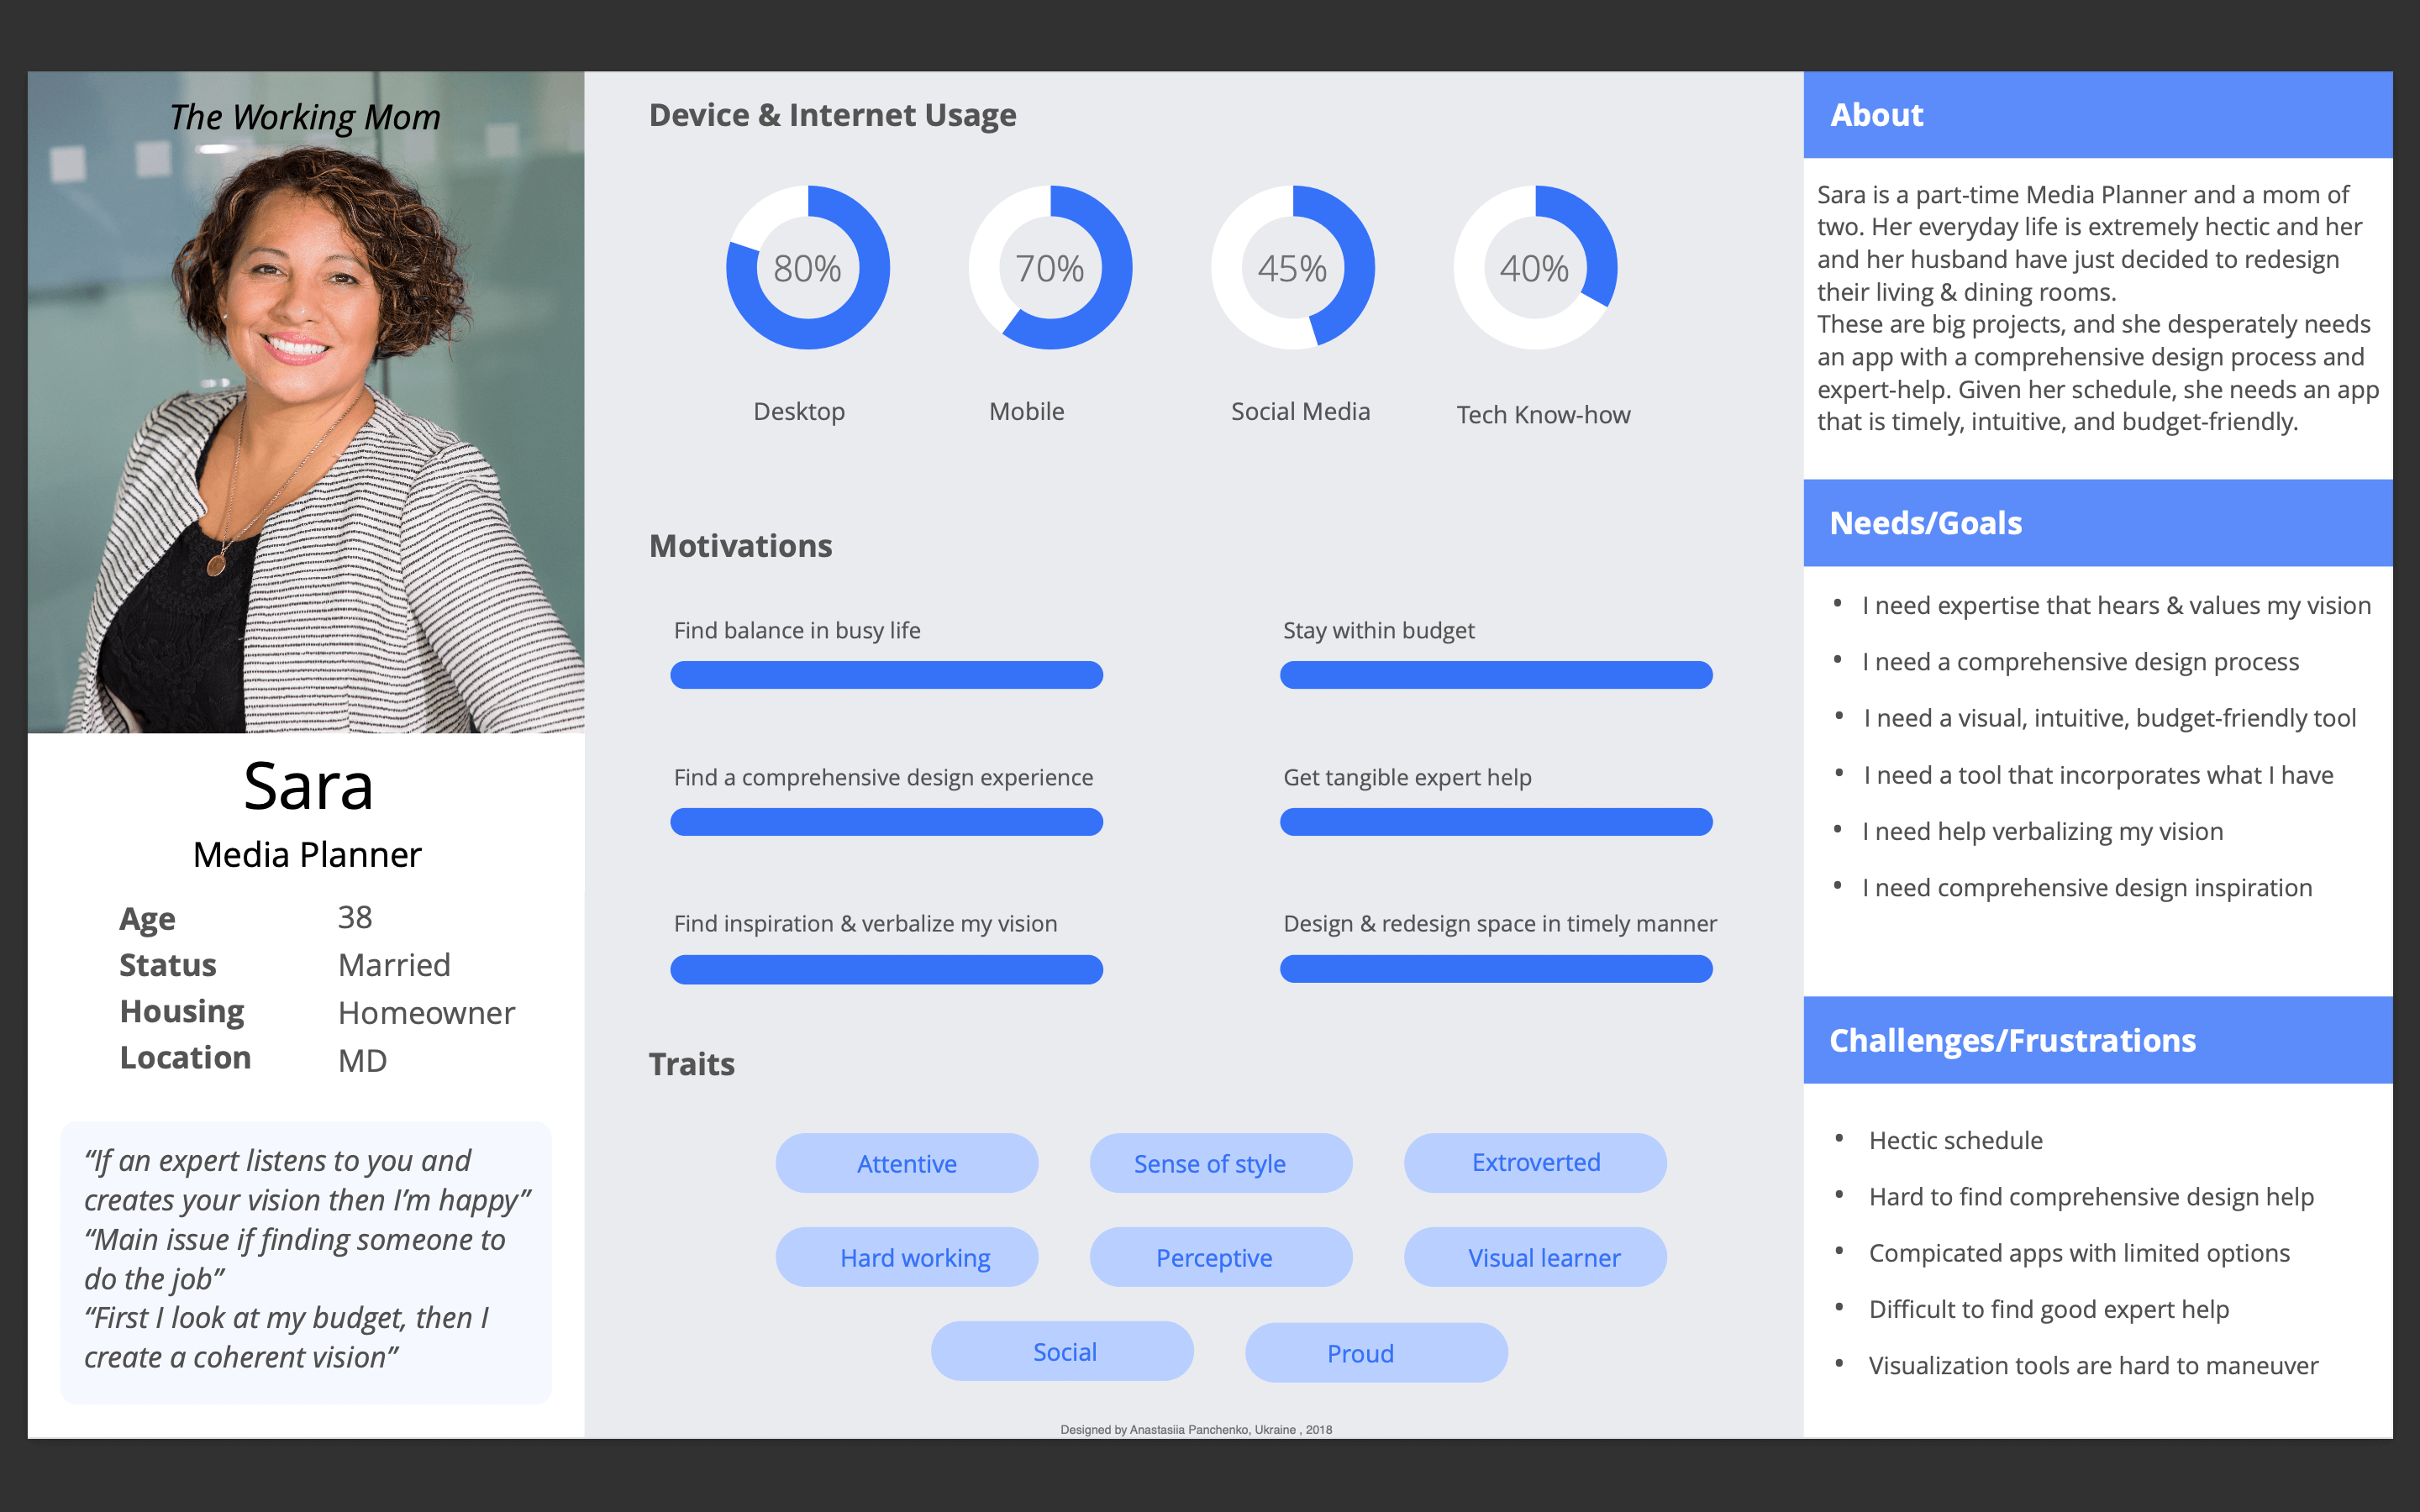 The Working Mom
Sara
Media Planner
Age 38
Status Married
Housing Homeowner
Location MD
“If an expert listens to you and
creates your vision then I’m happy”
“Main issue if finding someone to
do the job”
“First I look at my budget, then I
create a coherent vision”
Device & Internet Usage
80% 70% 45% 40%
Desktop Mobile Social Media Tech Know-how
Motivations
Find balance in busy life
Stay within budget
Find a comprehensive design experience
Get tangible expert help
Find inspiration & verbalize my vision
Design & redesign space in timely manner
Traits
Attentive
Sense of style
Extroverted
Hard working
Perceptive
Visual learner
Social
Proud
Designed by Anastasiia Panchenko, Ukraine , 2018
About
Sara is a part-time Media Planner and a mom of
two. Her everyday life is extremely hectic and her
and her husband have just decided to redesign
their living & dining rooms.
These are big projects, and she desperately needs
an app with a comprehensive design process and
expert-help. Given her schedule, she needs an app
that is timely, intuitive, and budget-friendly.
Needs/Goals
• I need expertise that hears & values my vision
• I need a comprehensive design process
• I need a visual, intuitive, budget-friendly tool
• I need a tool that incorporates what I have
• I need help verbalizing my vision
• I need comprehensive design inspiration
Challenges/Frustrations
• Hectic schedule
• Hard to find comprehensive design help
• Compicated apps with limited options
• Difficult to find good expert help
• Visualization tools are hard to maneuver